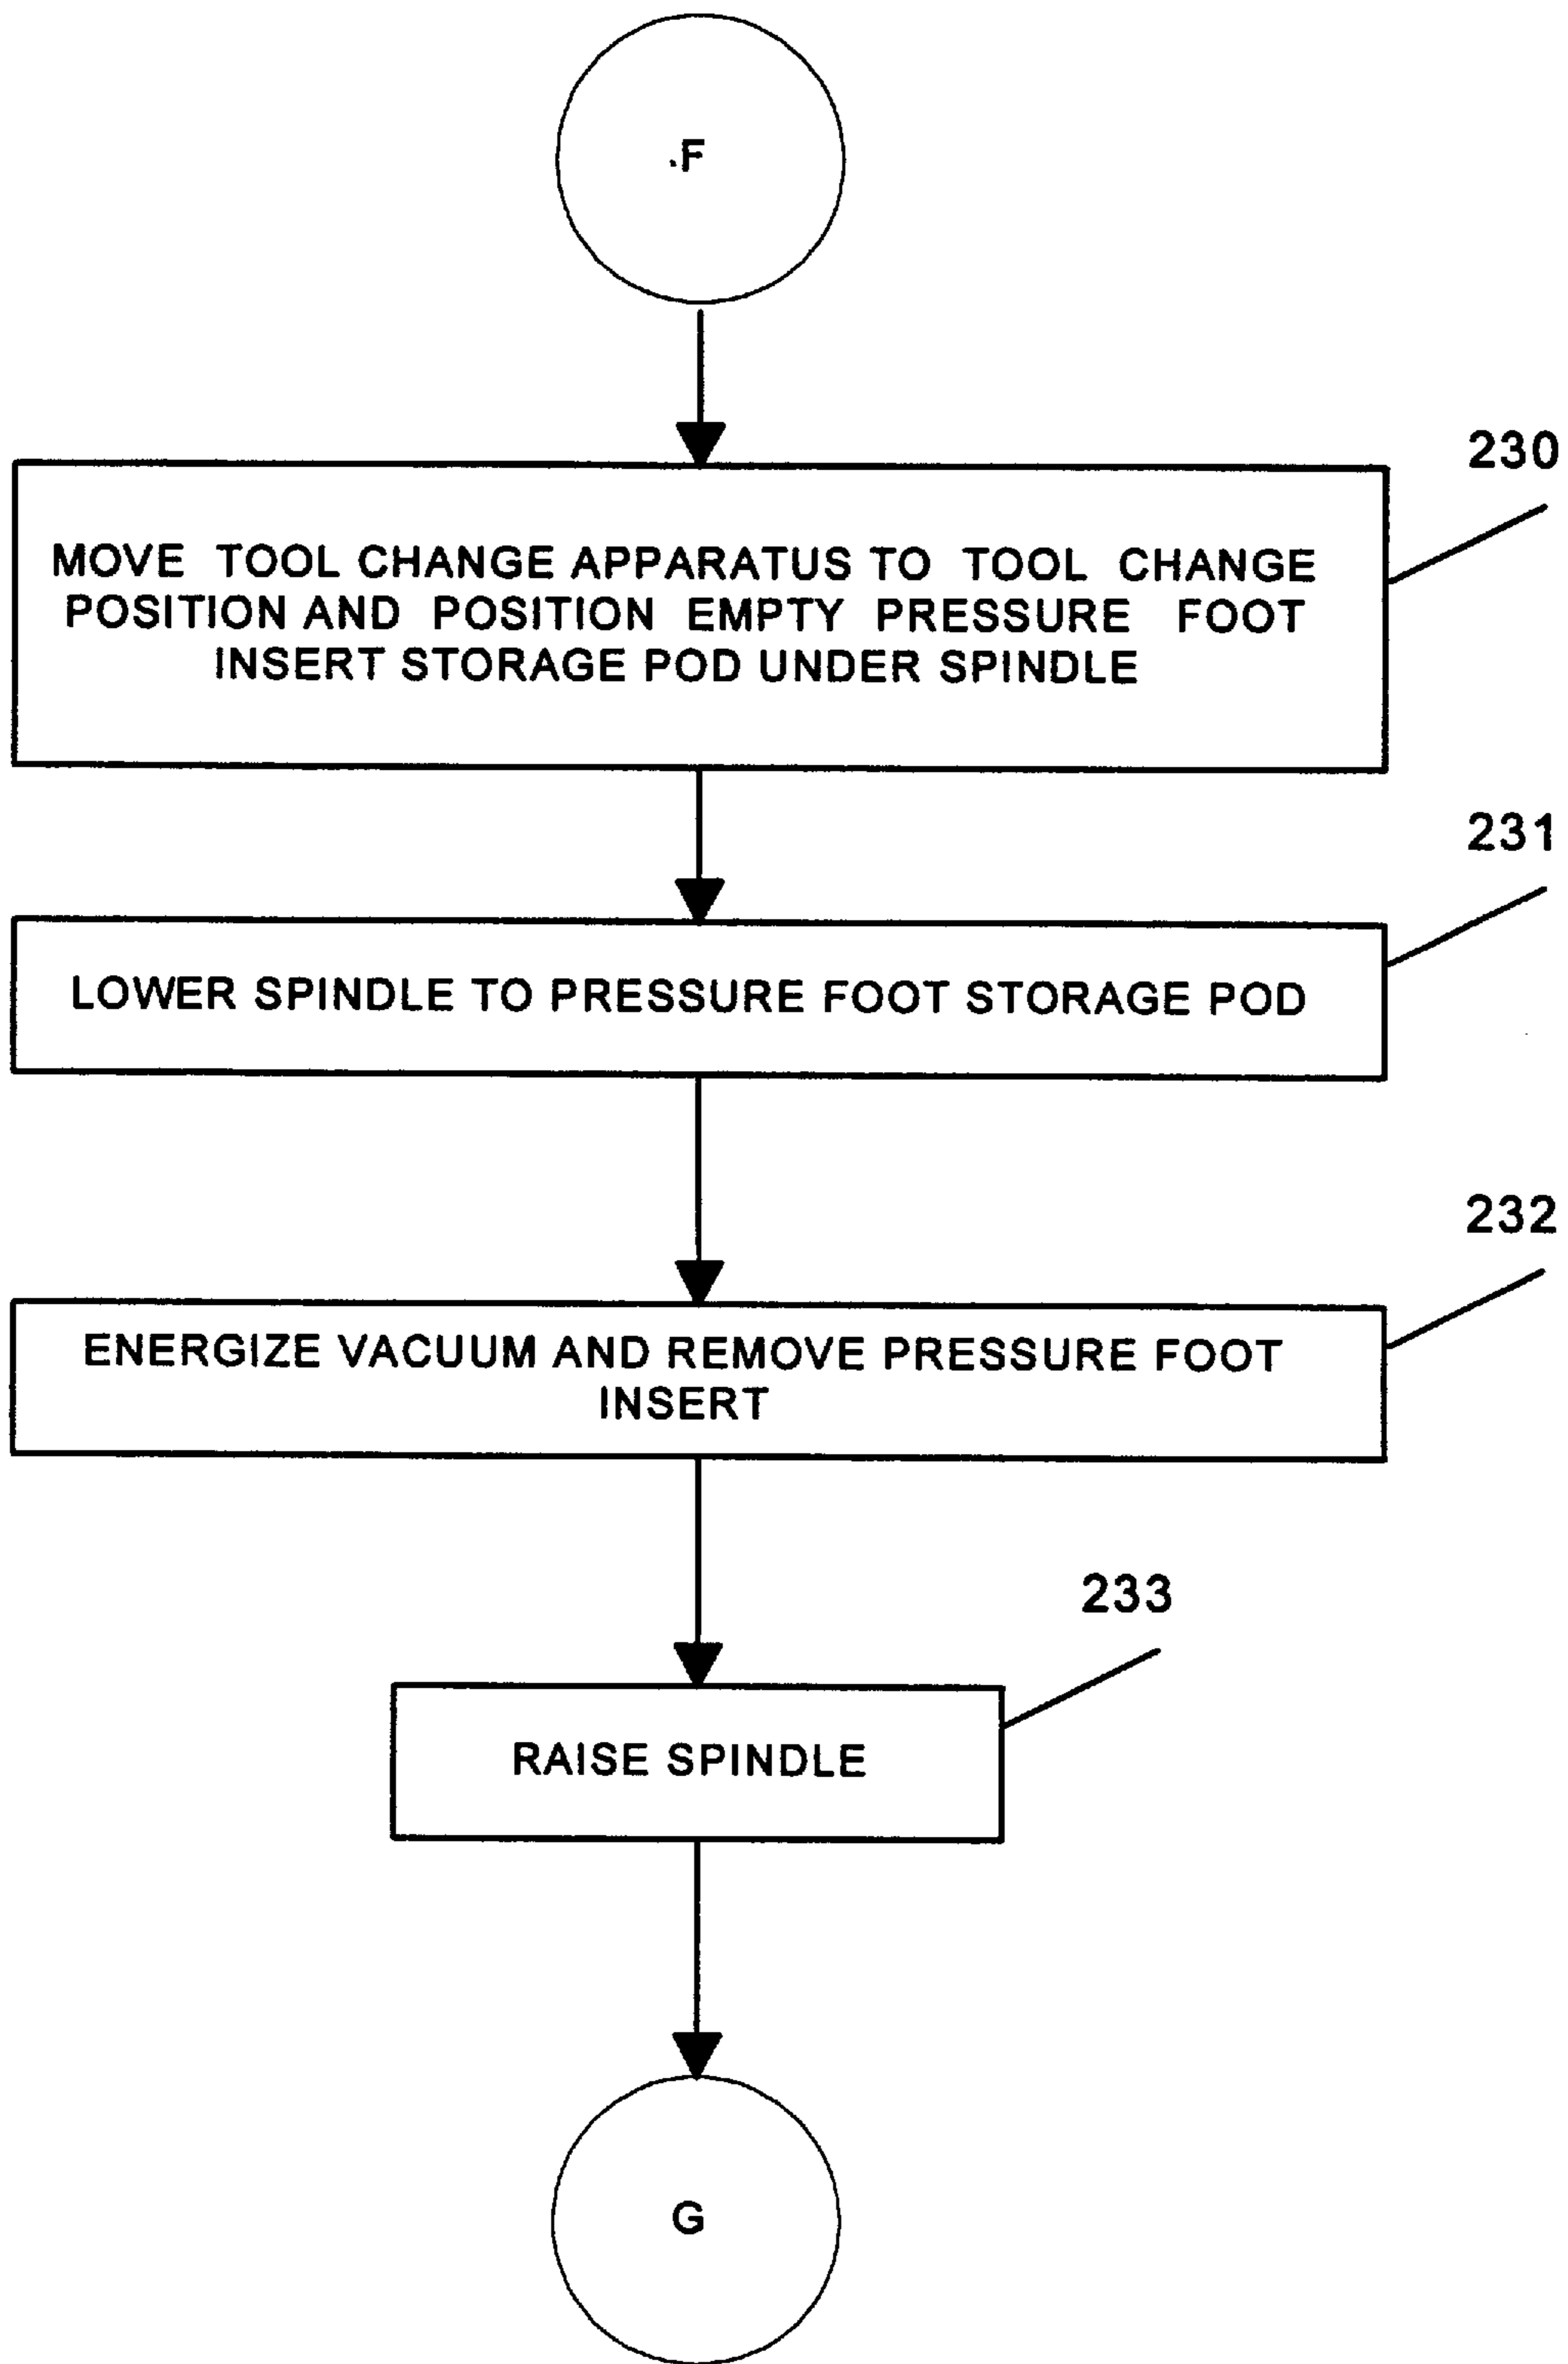 F
230
MOVE TOOL CHANGE APPARATUS TO TOOL CHANGE
POSITION AND POSITION EMPTY PRESSURE FOOT
INSERT STORAGE POD UNDER SPINDLE
231
LOWER SPINDLE TO PRESSURE FOOT STORAGE POD
232
ENERGIZE VACUUM AND REMOVE PRESSURE FOOT
INSERT
233
RAISE SPINDLE
G